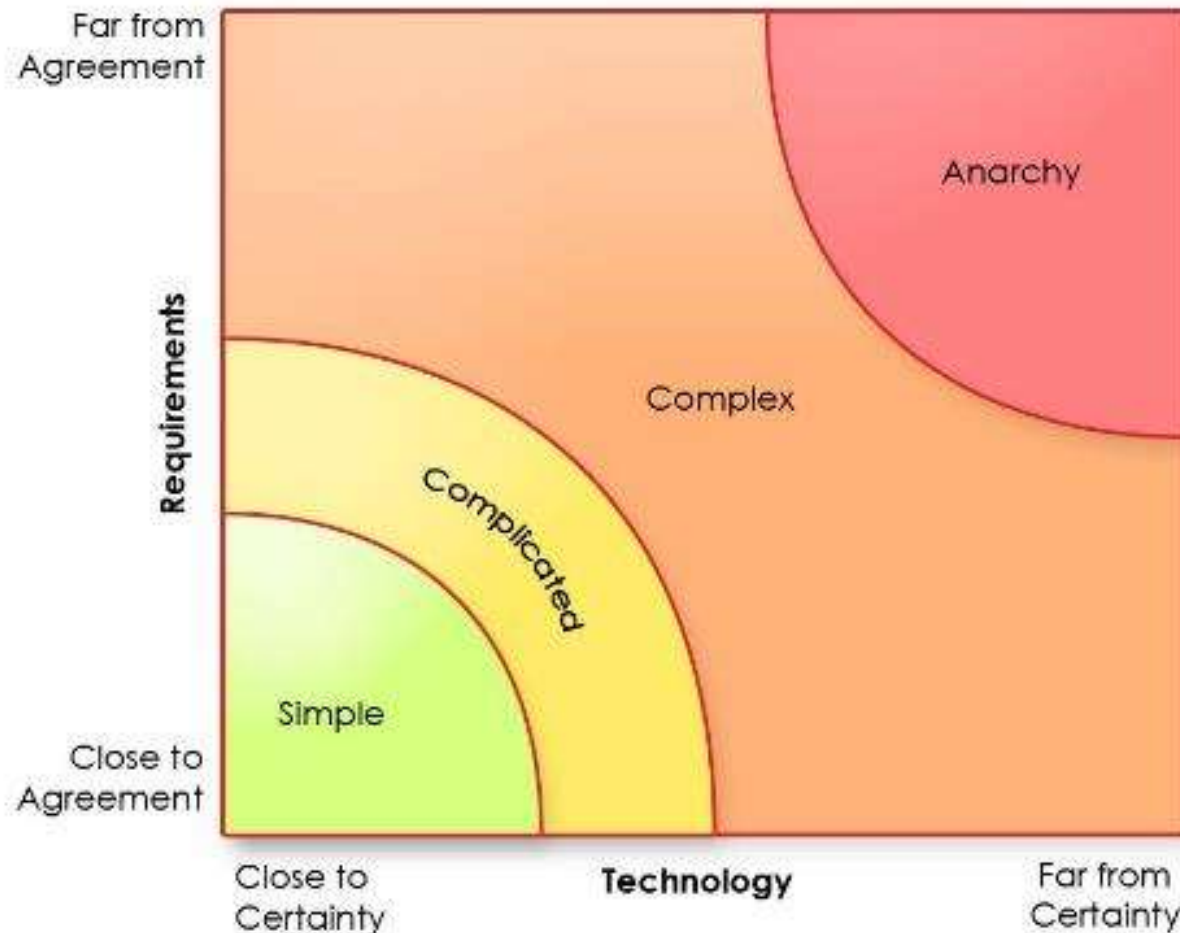 Far from
Agreement
Anarchy
Requirements
Complex
Complicated
Simple
Close to
Agreement
Close to
Certainty
Technology
Far from
Certainty